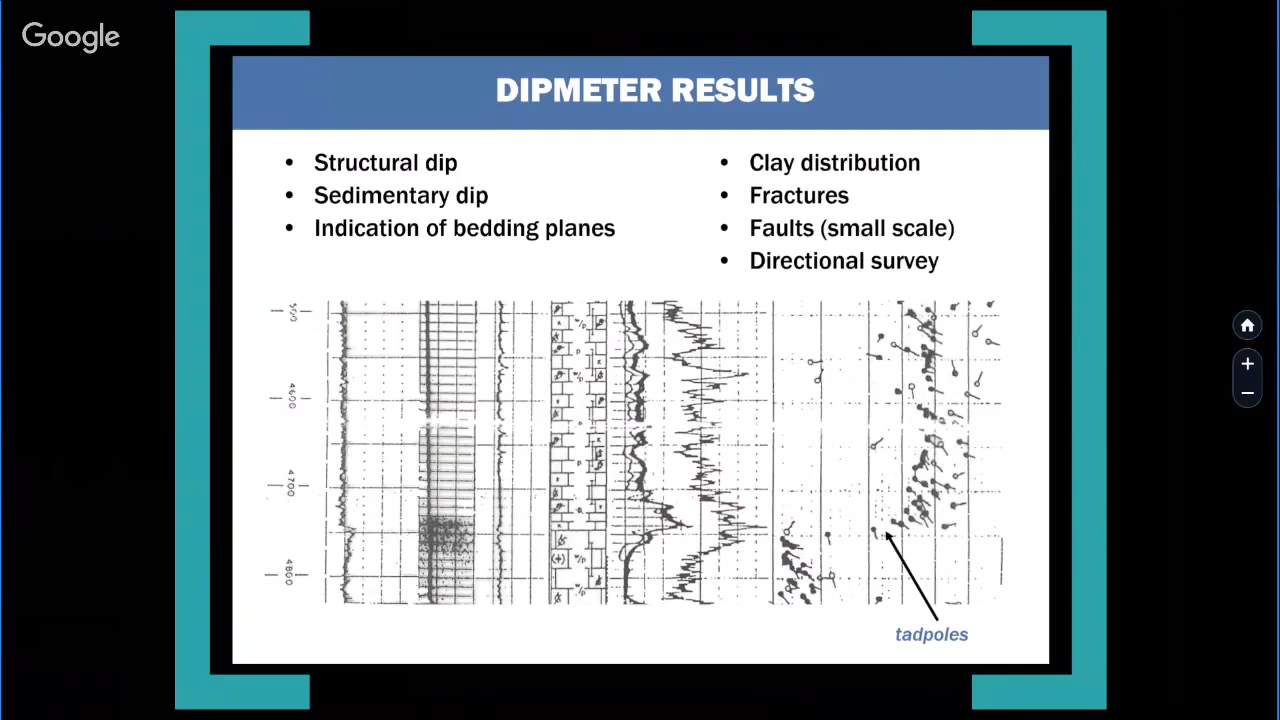 Google
DIPMETER RESULTS
• Structural dip
• Sedimentary dip
• Indication of bedding planes
• Clay distribution
• Fractures
• Faults (small scale)
• Directional survey
4600
4700
4800
tadpoles